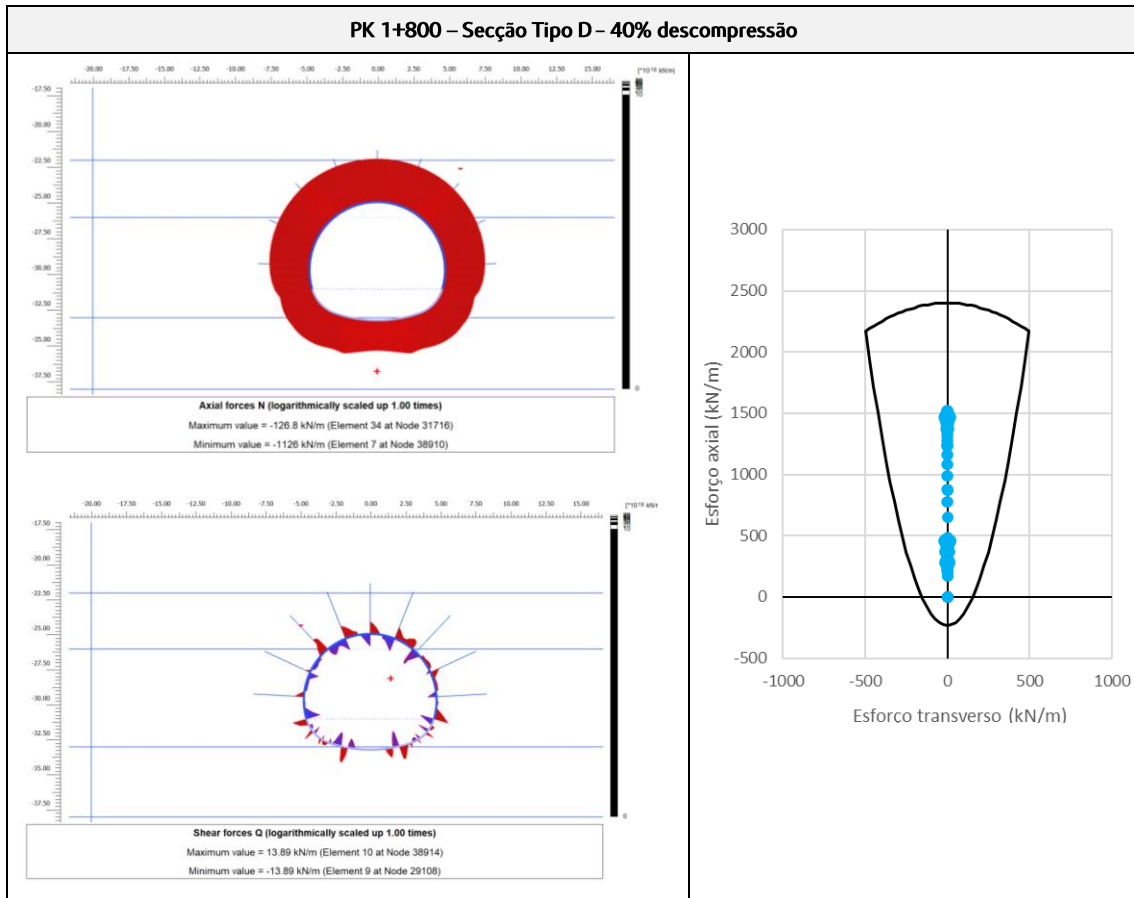 PK 1+800 – Secção Tipo D – 40% descompressão
-20.00 -17.50 -15.00 -12.50 -10.00 -7.50 -5.00 -2.50 0.00 2.50 5.00 7.50 10.00 12.50 15.00
-17.50
-20.00
-22.50
-25.00
-27.50
-30.00
-32.50
-35.00
-37.50
0
Axial forces N (logarithmically scaled up 1.00 times)
Maximum value = -126.8 kN/m (Element 34 at Node 31716)
Minimum value = -1126 kN/m (Element 7 at Node 38910)
-20.00 -17.50 -15.00 -12.50 -10.00 -7.50 -5.00 -2.50 0.00 2.50 5.00 7.50 10.00 12.50 15.00
-17.50
-20.00
-22.50
-25.00
-27.50
-30.00
-32.50
-35.00
-37.50
0
Shear forces Q (logarithmically scaled up 1.00 times)
Maximum value = 13.89 kN/m (Element 10 at Node 38914)
Minimum value = -13.89 kN/m (Element 9 at Node 29108)
Esforço axial (kN/m)
3000
2500
2000
1500
1000
500
0
-500
-1000 -500 0 500 1000
Esforço transverso (kN/m)